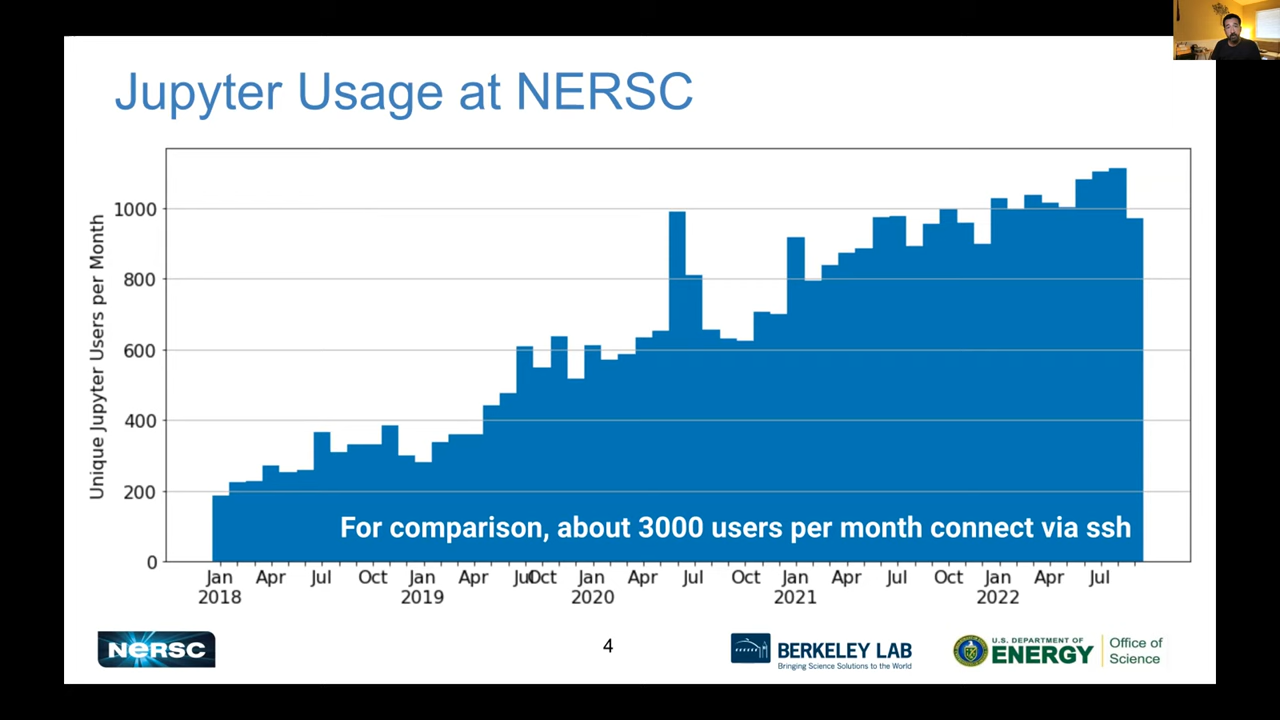 Jupyter Usage at NERSC
Unique Jupyter Users per Month
1000
800
600
400
200
0
For comparison, about 3000 users per month connect via ssh
Jan Apr Jul Oct Jan Apr Jul Oct Jan Apr Jul Oct Jan Apr Jul Oct Jan Apr Jul
2018 2019 2020 2021 2022
NERSC
4
BERKELEY LAB
Bringing Science Solutions to the World
U.S. DEPARTMENT OF
ENERGY
Office of
Science